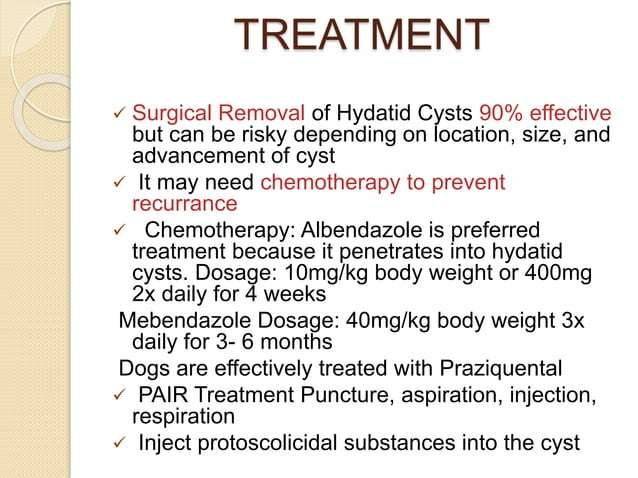 TREATMENT
✓ Surgical Removal of Hydatid Cysts 90% effective
but can be risky depending on location, size, and
advancement of cyst
✓ It may need chemotherapy to prevent
recurrance
✓ Chemotherapy: Albendazole is preferred
treatment because it penetrates into hydatid
cysts. Dosage: 10mg/kg body weight or 400mg
2x daily for 4 weeks
Mebendazole Dosage: 40mg/kg body weight 3x
daily for 3- 6 months
Dogs are effectively treated with Praziquental
✓ PAIR Treatment Puncture, aspiration, injection,
respiration
✓ Inject protoscolicidal substances into the cyst